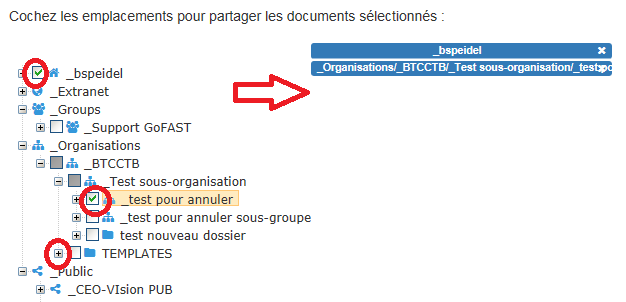 Cochez les emplacements pour partager les documents sélectionnés :
_bspeidel
_Organisations/_BTCCTB/_Test sous-organisation/_test
_bspeidel
_Extranet
_Groups
_Support GoFAST
_Organisations
_BTCCTB
_Test sous-organisation
_test pour annuler
_test pour annuler sous-groupe
test nouveau dossier
TEMPLATES
_Public
_CEO-VIsion PUB